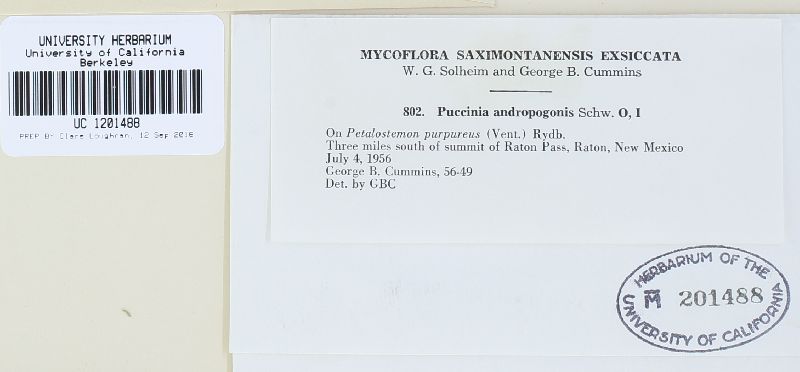 UNIVERSITY HERBARIUM
University of California
Berkeley
UC 1201488
PREP BY Clare Loughran, 12 Sep 2016
MYCOFLORA SAXIMONTANENSIS EXSICCATA
W. G. Solheim and George B. Cummins
802. Puccinia andropogonis Schw. O, I
On Petalostemon purpureus (Vent.) Rydb.
Three miles south of summit of Raton Pass, Raton, New Mexico
July 4, 1956
George B. Cummins, 56-49
Det. by GBC
HERBARIUM OF THE
M 201488
UNIVERSITY OF CALIFORNIA